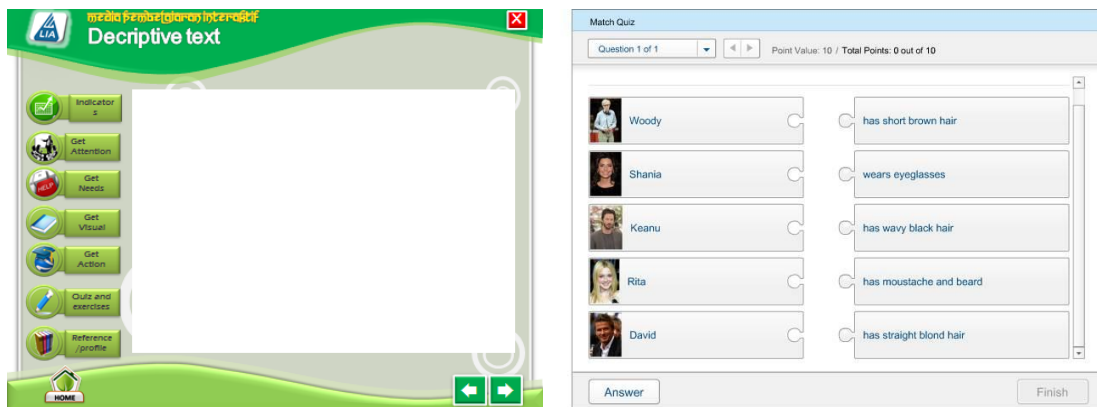 LIA
media pembelajaran interaktif
Decriptive text
X
Indicator
s
Get
Attention
HELP
Get
Needs
Get
Visual
Get
Action
Quiz and
exercises
Reference
/profile
HOME
Match Quiz
Question 1 of 1
Point Value: 10 / Total Points: 0 out of 10
Woody
has short brown hair
Shania
wears eyeglasses
Keanu
has wavy black hair
Rita
has moustache and beard
David
has straight blond hair
Answer
Finish